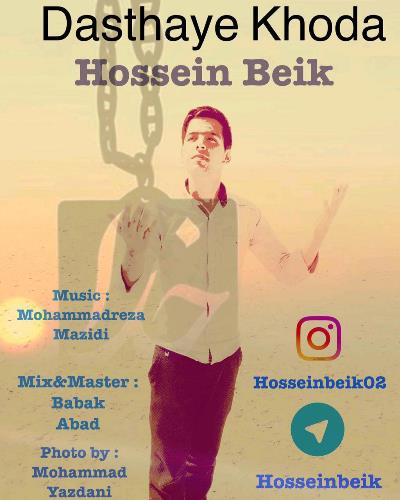 Dasthaye Khoda
Hossein Beik
Music :
Mohammadreza
Mazidi
Mix&Master :
Babak
Abad
Photo by :
Mohammad
Yazdani
Hosseinbeik02
Hosseinbeik